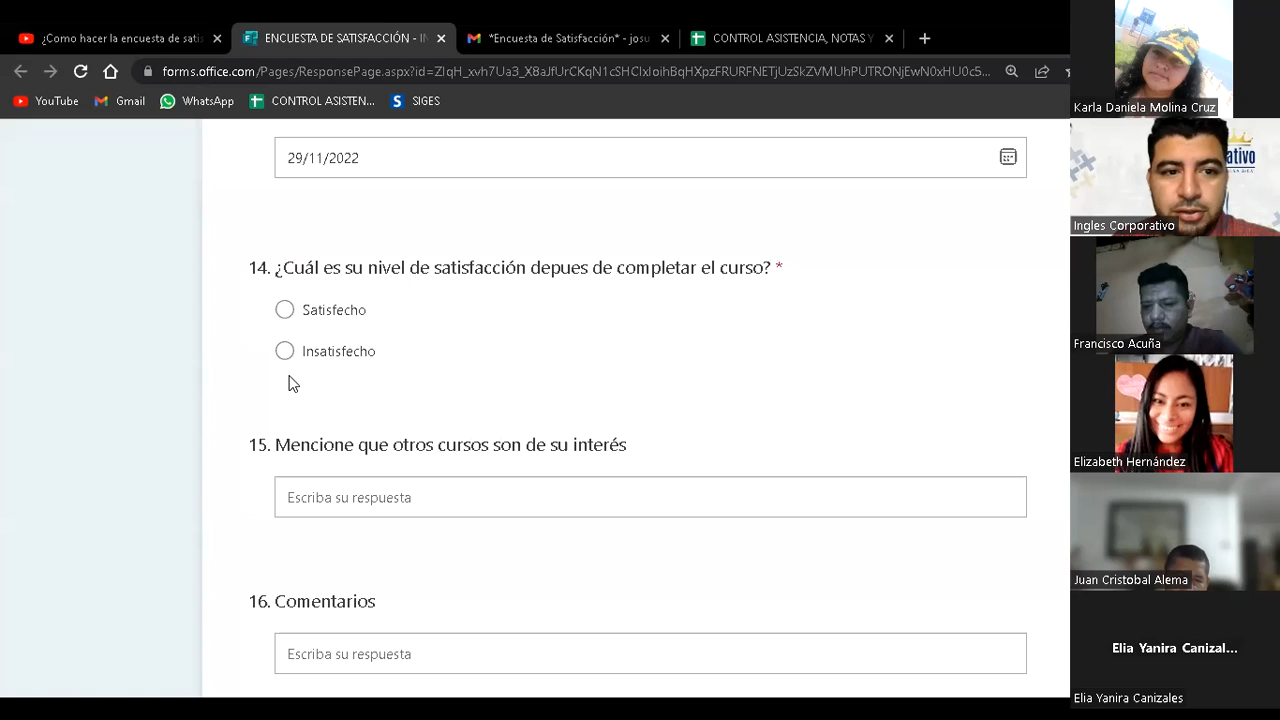 ¿Como hacer la encuesta de sati
ENCUESTA DE SATISFACCIÓN - IN
*Encuesta de Satisfacción* - josu
CONTROL ASISTENCIA, NOTAS Y
forms.office.com/Pages/ResponsePage.aspx?id=ZlqH_xvh7Ua3_X8aJfUrCKqN1cSHCIxJoihBqHXpzFRURFNETjUzSkZVMUhPUTRONjEwN0xHU0c5...
YouTube
Gmail
WhatsApp
CONTROL ASISTEN...
SIGES
29/11/2022
14. ¿Cuál es su nivel de satisfacción depues de completar el curso? *
Satisfecho
Insatisfecho
15. Mencione que otros cursos son de su interés
Escriba su respuesta
16. Comentarios
Escriba su respuesta
Karla Daniela Molina Cruz
ativo
Ingles Corporativo
Francisco Acuña
Elizabeth Hernández
Juan Cristobal Alema
Elia Yanira Canizal...
Elia Yanira Canizales